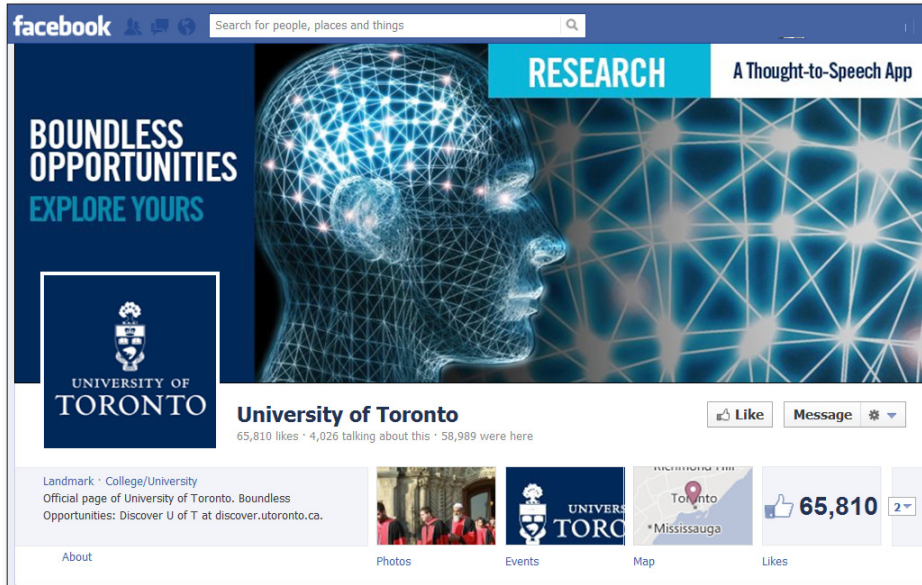 facebook
Search for people, places and things
RESEARCH
A Thought-to-Speech App
BOUNDLESS
OPPORTUNITIES
EXPLORE YOURS
UNIVERSITY OF
TORONTO
University of Toronto
65,810 likes · 4,026 talking about this · 58,989 were here
Like
Message
Landmark · College/University
Official page of University of Toronto. Boundless
Opportunities: Discover U of T at discover.utoronto.ca.
About
Photos
UNIVERS
TORO
Events
Richmond Hill
Toronto
Mississauga
Map
65,810
Likes
2